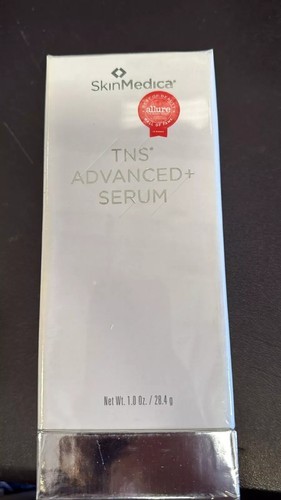 SkinMedica®
allure
TNS®
ADVANCED+
SERUM
Net Wt. 1.0 Oz. / 28.4 g